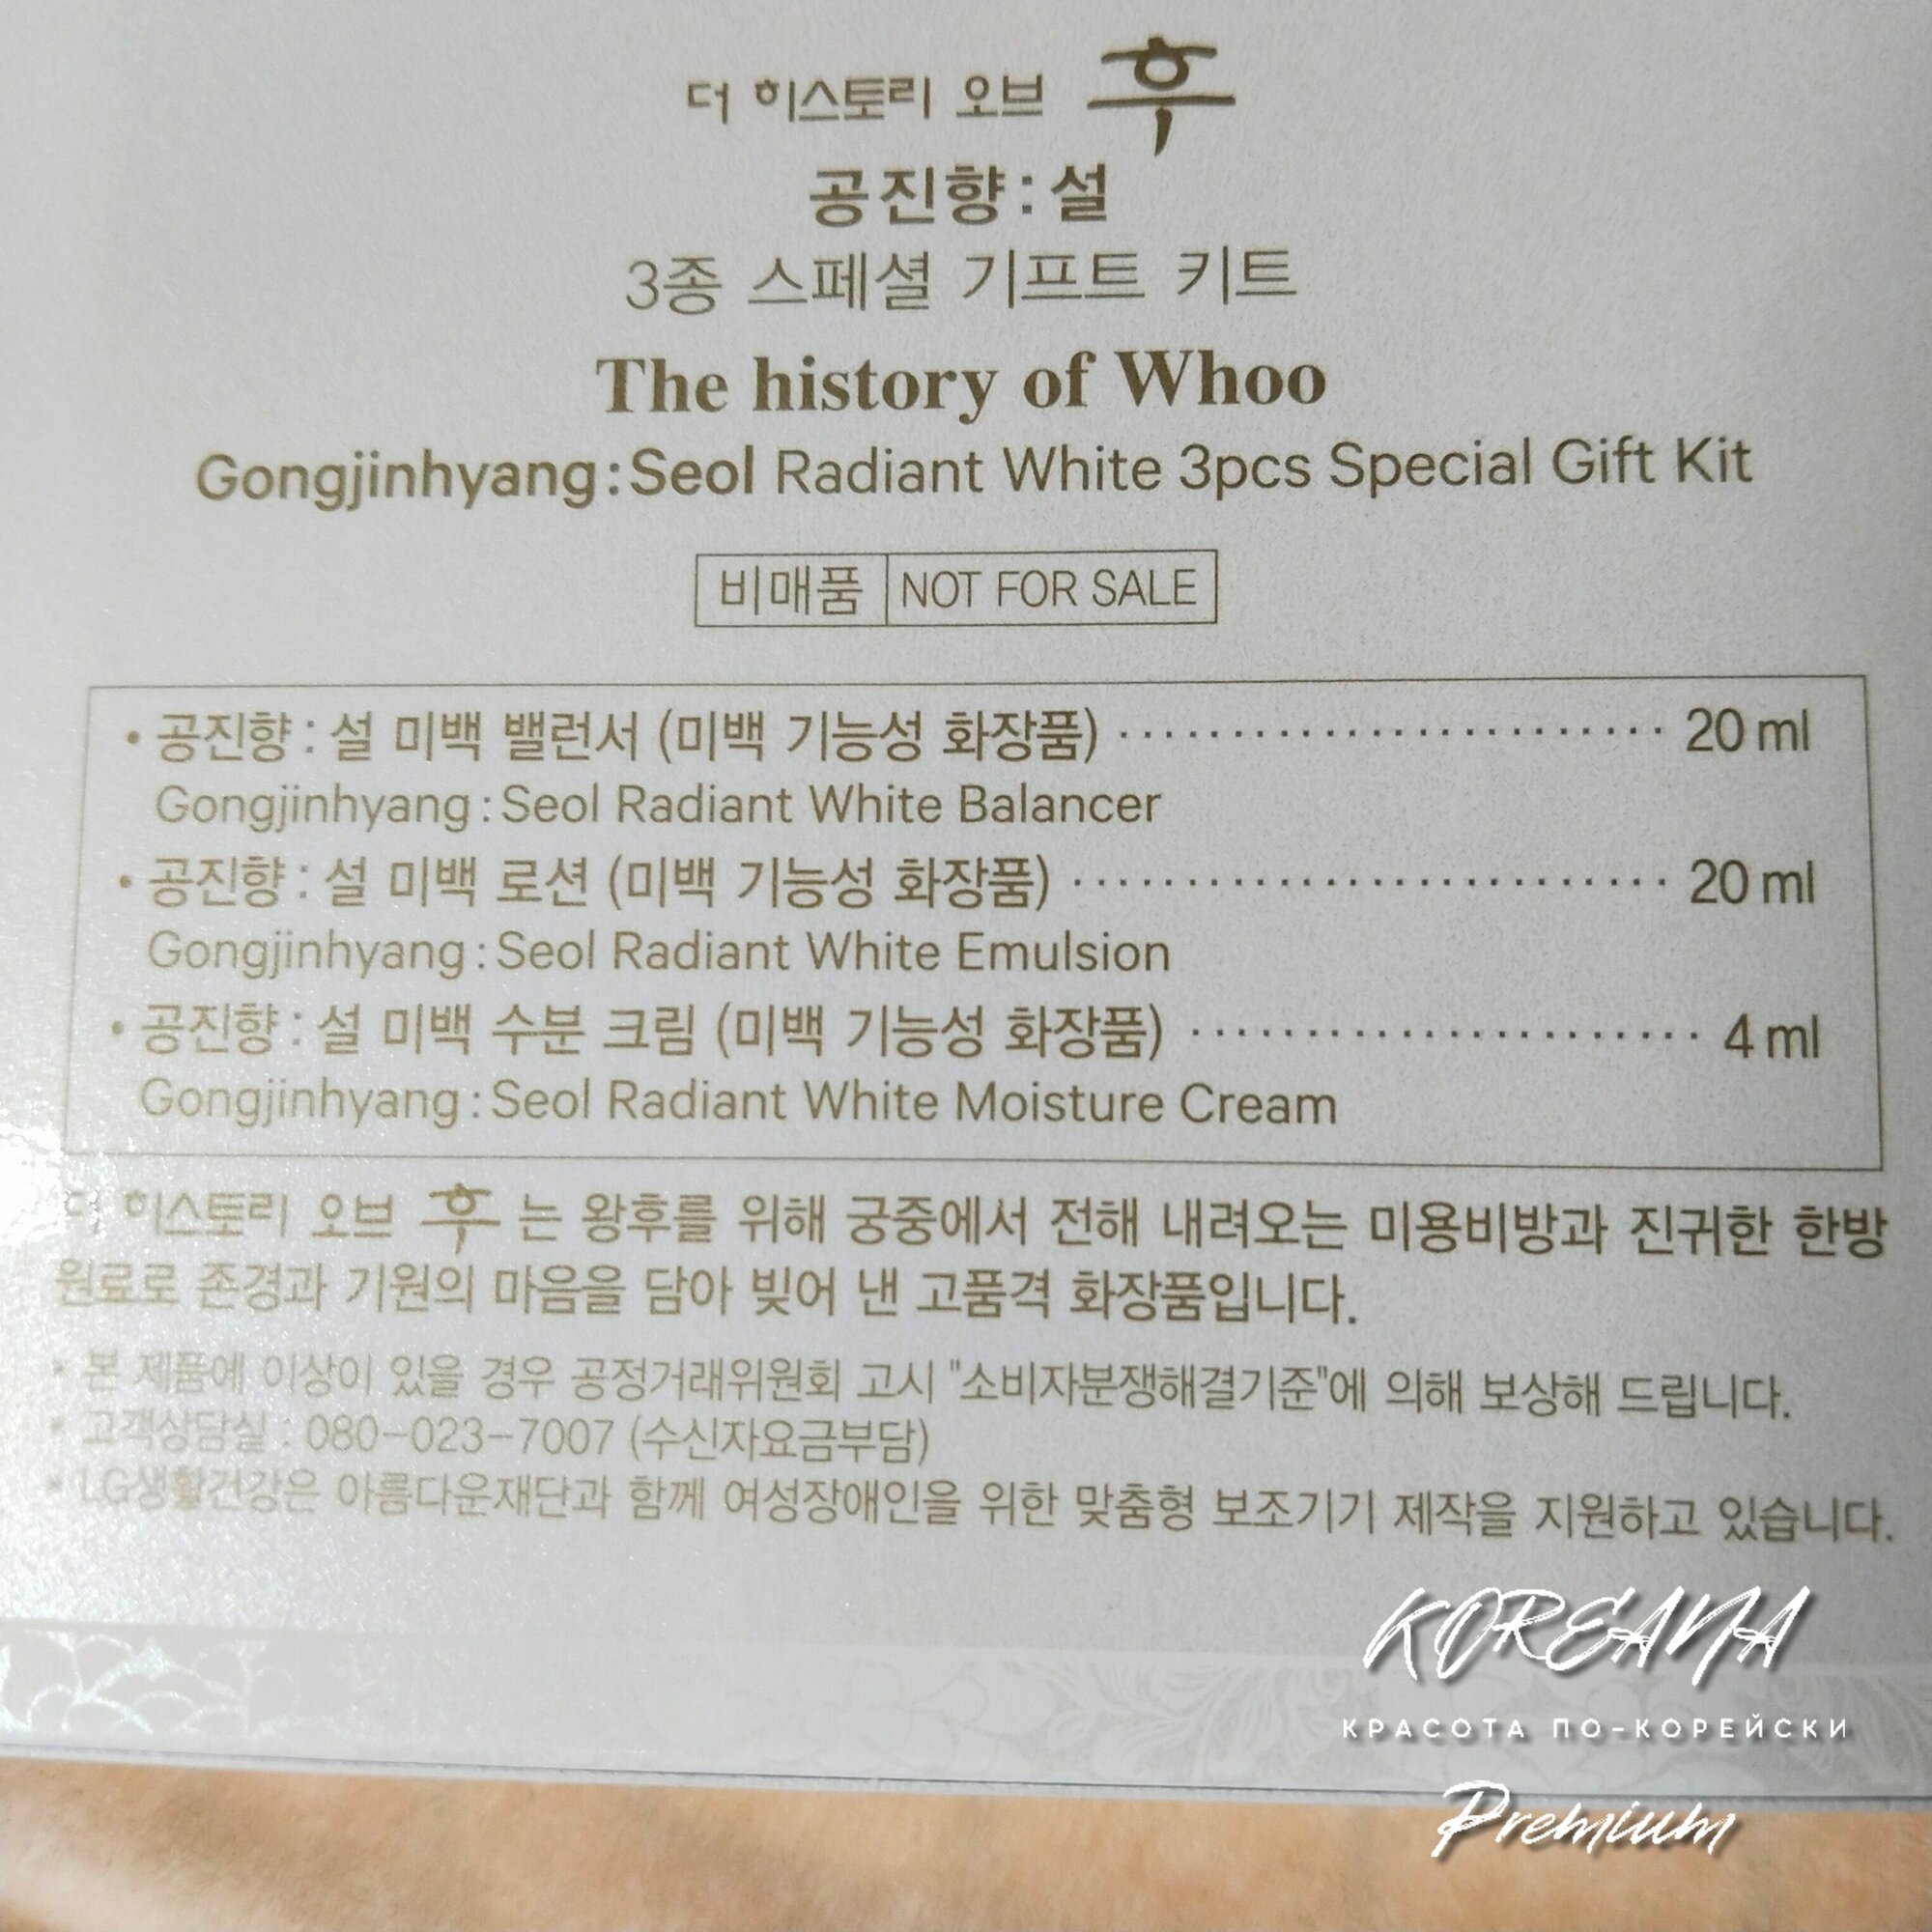 더 히스토리 오브 후
공진향 : 설
3종 스페셜 기프트 키트
The history of Whoo
Gongjinhyang : Seol Radiant White 3pcs Special Gift Kit
비매품 NOT FOR SALE
• 공진향 : 설 미백 밸런서 (미백 기능성 화장품) ························· 20 ml
Gongjinhyang : Seol Radiant White Balancer
• 공진향 : 설 미백 로션 (미백 기능성 화장품) ··························· 20 ml
Gongjinhyang : Seol Radiant White Emulsion
• 공진향 : 설 미백 수분 크림 (미백 기능성 화장품) ······················· 4 ml
Gongjinhyang : Seol Radiant White Moisture Cream
더 히스토리 오브 후 는 왕후를 위해 궁중에서 전해 내려오는 미용비방과 진귀한 한방
원료로 존경과 기원의 마음을 담아 빚어 낸 고품격 화장품입니다.
• 본 제품에 이상이 있을 경우 공정거래위원회 고시 "소비자분쟁해결기준"에 의해 보상해 드립니다.
• 고객상담실 : 080-023-7007 (수신자요금부담)
• LG생활건강은 아름다운재단과 함께 여성장애인을 위한 맞춤형 보조기기 제작을 지원하고 있습니다.
KOREANA
КРАСОТА ПО-КОРЕЙСКИ
Premium